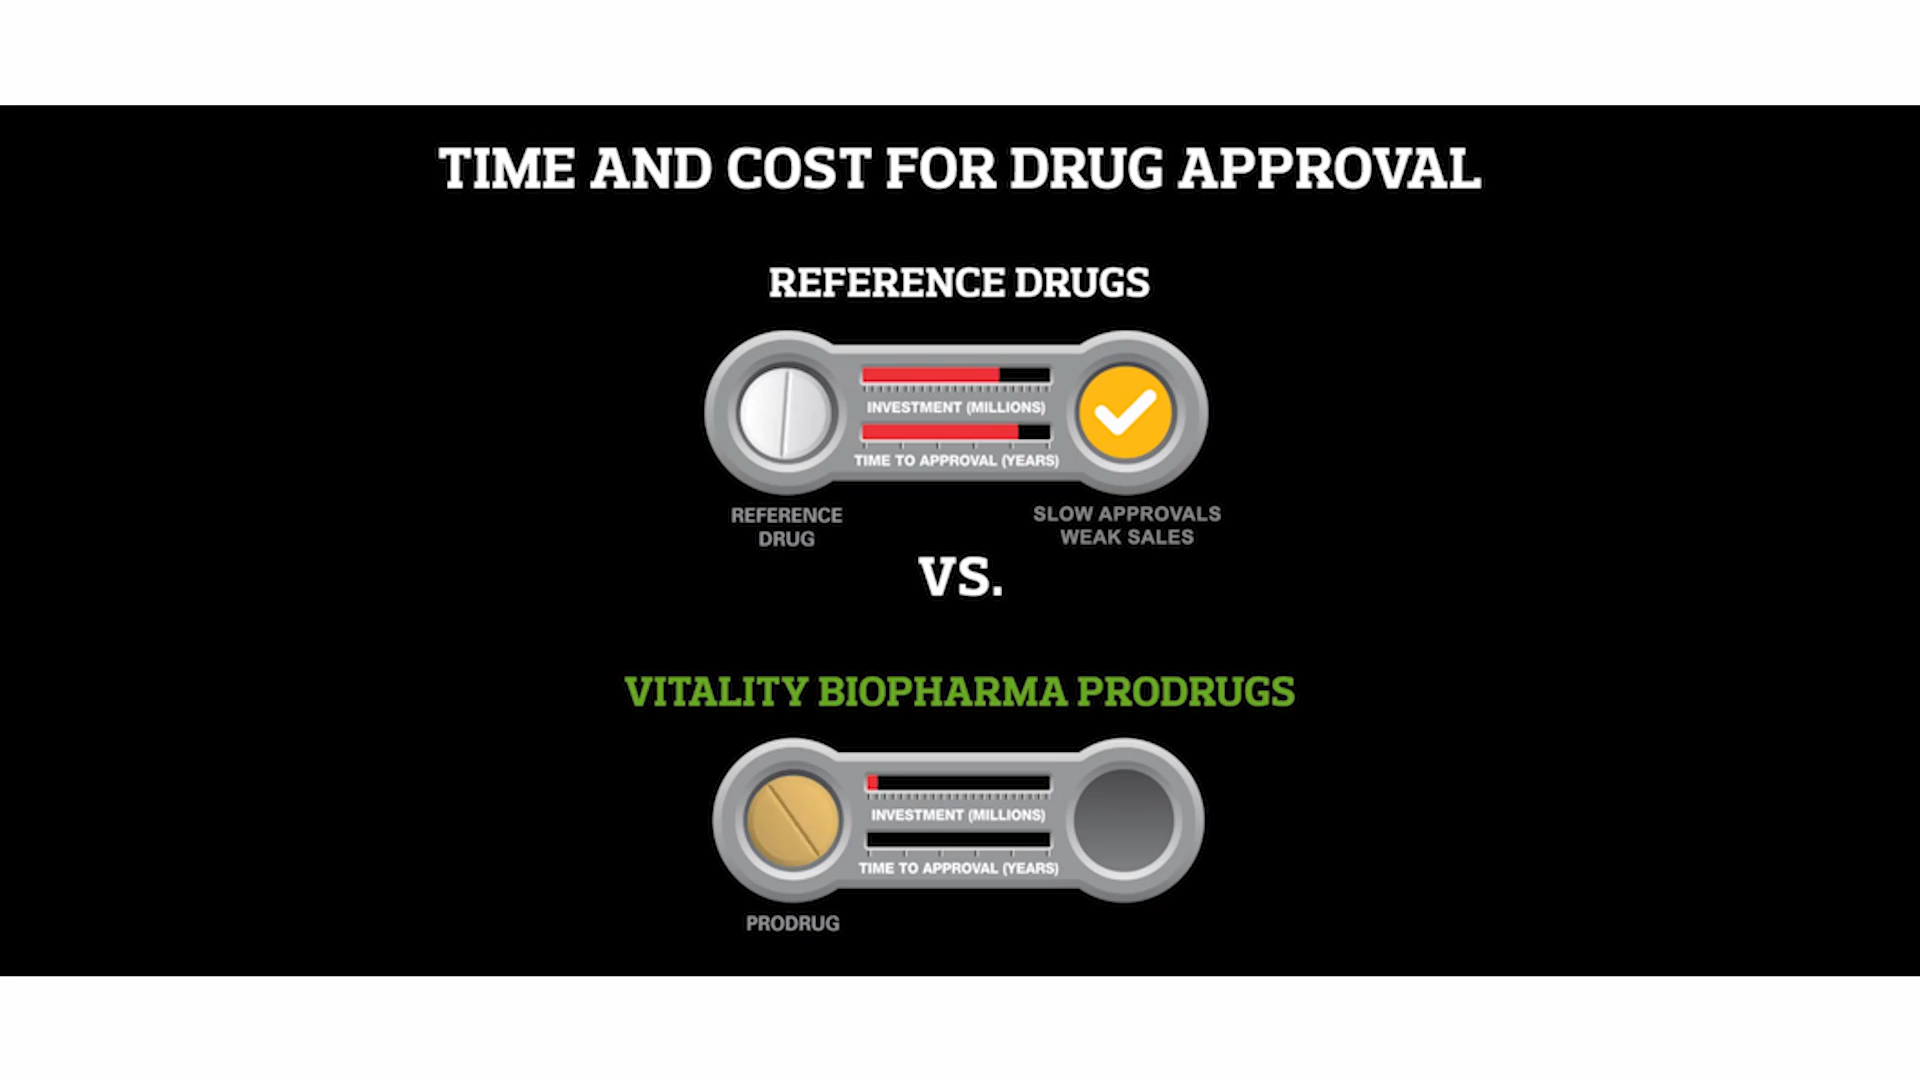 TIME AND COST FOR DRUG APPROVAL
REFERENCE DRUGS
INVESTMENT (MILLIONS)
TIME TO APPROVAL (YEARS)
REFERENCE
DRUG
SLOW APPROVALS
WEAK SALES
VS.
VITALITY BIOPHARMA PRODRUGS
INVESTMENT (MILLIONS)
TIME TO APPROVAL (YEARS)
PRODRUG